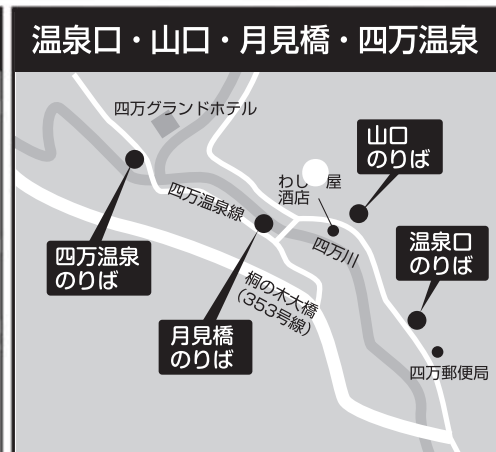 温泉口・山口・月見橋・四万温泉
四万グランドホテル
山口
のりば
わし
屋
酒店
四万温泉線
四万川
温泉口
のりば
四万温泉
のりば
桐の木大橋
(353号線)
月見橋
のりば
四万郵便局